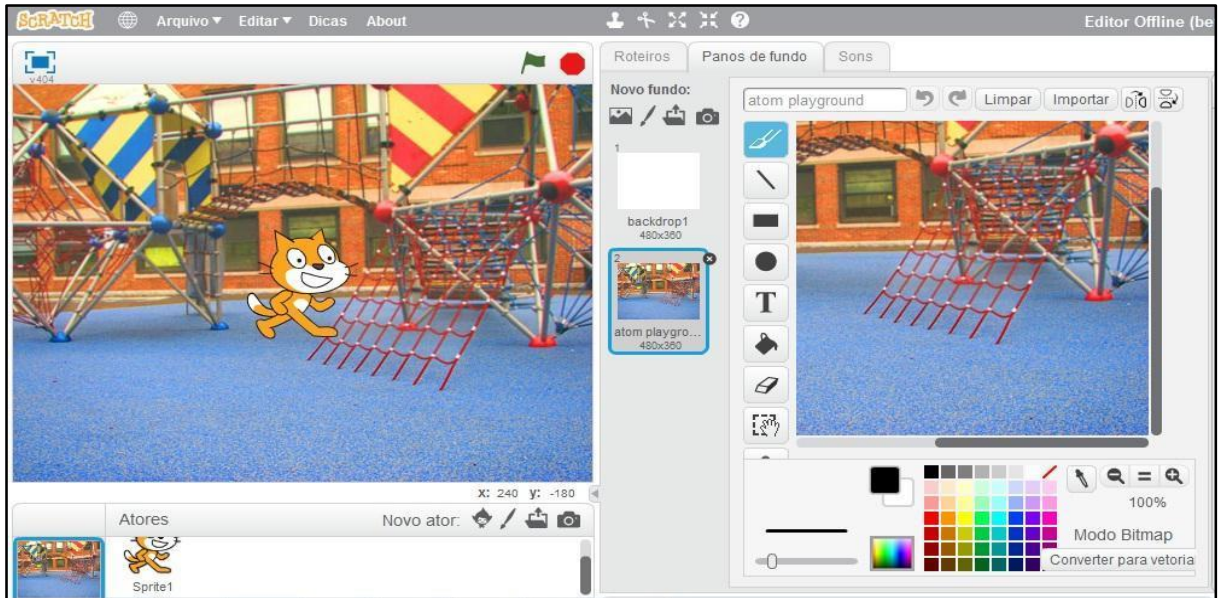 SCRATCH Arquivo Editar Dicas About Editor Offline (be
v404
Roteiros Panos de fundo Sons
Novo fundo:
atom playground Limpar Importar
1
backdrop1
480x360
2
atom playgro...
480x360
X: 240 y: -180
Atores Novo ator:
Sprite1
100%
Modo Bitmap
Converter para vetoria